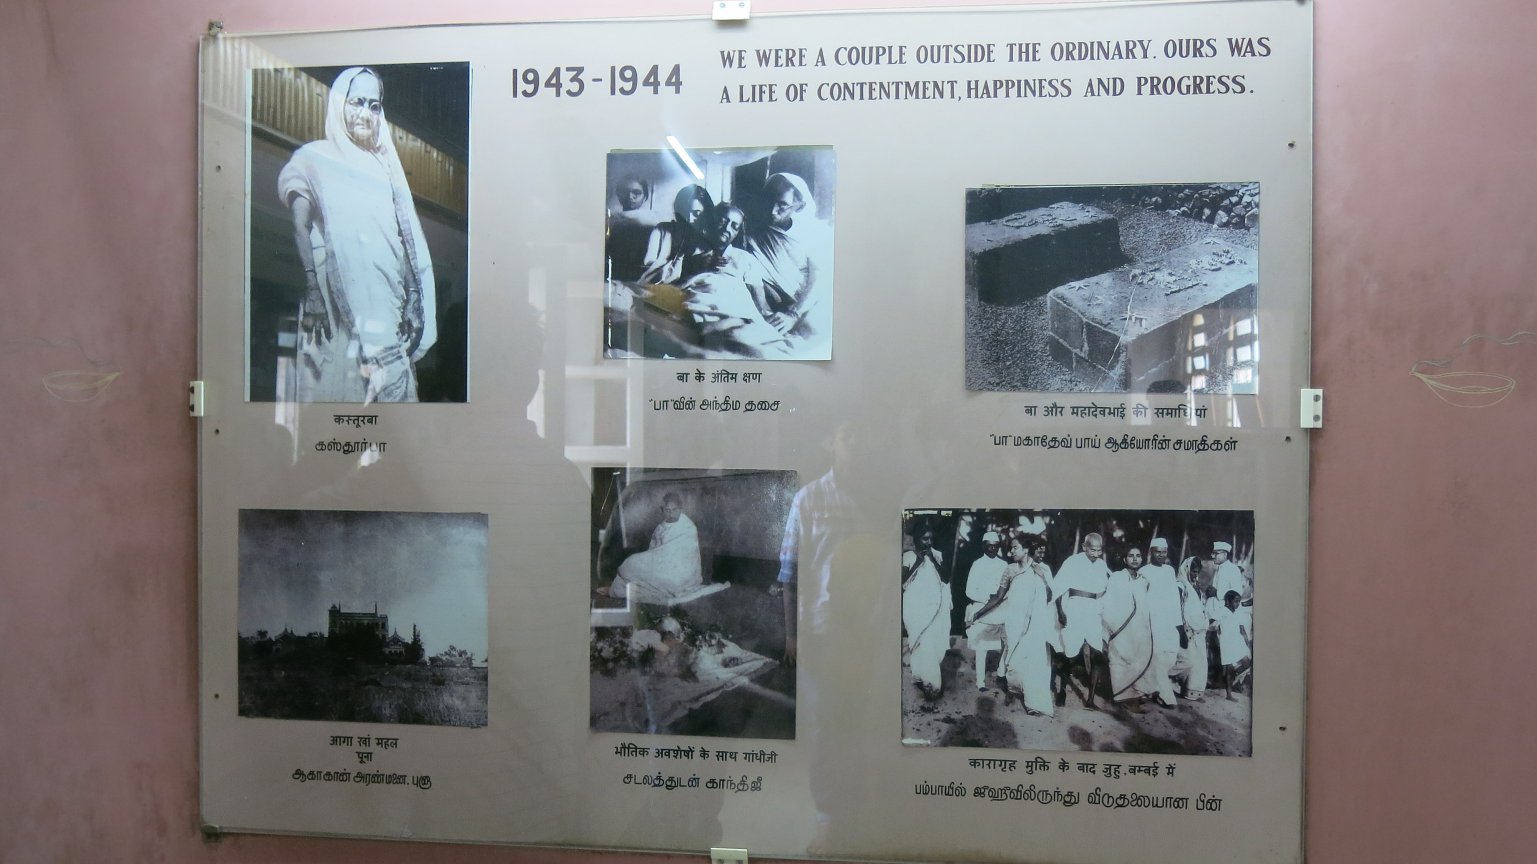 1943-1944
WE WERE A COUPLE OUTSIDE THE ORDINARY. OURS WAS
A LIFE OF CONTENTMENT, HAPPINESS AND PROGRESS.
कस्तूरबा
கஸ்தூர்பா
बा के अंतिम क्षण
"பா"வின் அந்திம தசை
बा और महादेवभाई की समाधियां
"பா" மகாதேவ் பாய் ஆகியோரின் சமாதிகள்
आगा खां महल
पूना
ஆகாகான் அரண்மனை, புனா
भौतिक अवशेषों के साथ गांधीजी
சடலத்துடன் காந்திஜீ
कारागृह मुक्ति के बाद जुहु, बम्बई में
பம்பாயில் ஜீஹூவிலிருந்து விடுதலையான பின்